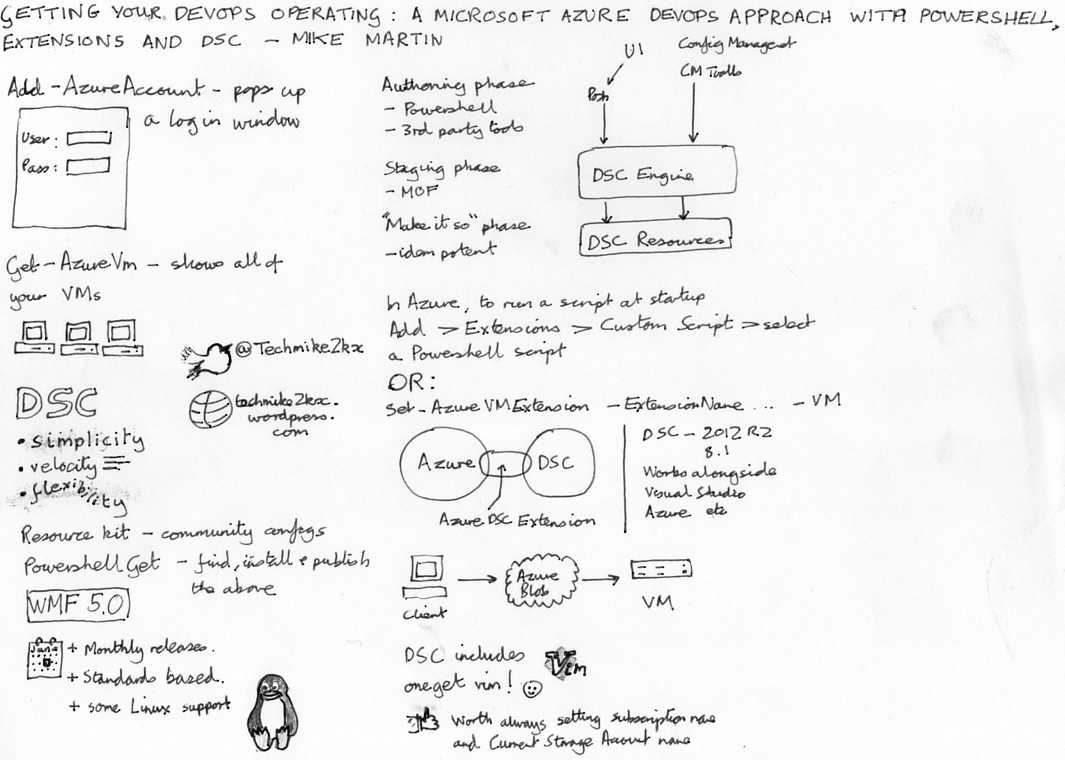 GETTING YOUR DEVOPS OPERATING: A MICROSOFT AZURE DEVOPS APPROACH WITH POWERSHELL,
EXTENSIONS AND DSC – MIKE MARTIN
Add-AzureAccount - pops up
a log in window
User:
Pass:
Get-AzureVm – shows all of
your VMs
@Techmike2kx
techmike2kx.
wordpress.
com
DSC
• simplicity
• velocity
• flexibility
Resource kit – community configs
Powershell Get – find, install & publish
the above
WMF 5.0
+ Monthly releases.
+ Standards based.
+ some Linux support
Authoring phase
- Powershell
- 3rd party tools
Staging phase
- MOF
"Make it so" phase
- idempotent
UI
Posh
Config Managemet
CM Tools
DSC Engine
DSC Resources
In Azure, to run a script at startup
Add > Extensions > Custom Script > select
a Powershell script
OR:
set-AzureVMExtension -ExtensionName ... -VM
Azure
DSC
Azure DSC Extension
DSC – 2012 R2
8.1
Works alongside
Visual Studio
Azure etc
client
Azure
Blob
VM
DSC includes
oneget vim!
Vim
Worth always setting subscription name
and Current Storage Account name